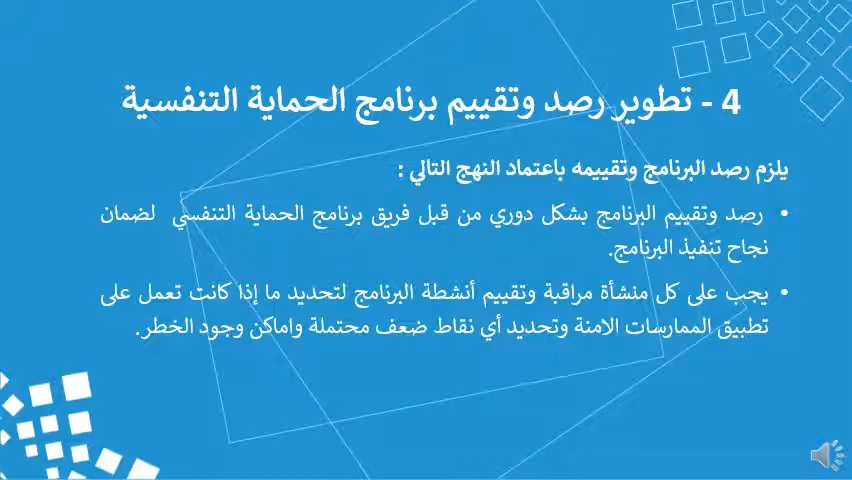 4 - تطوير رصد وتقييم برنامج الحماية التنفسية
يلزم رصد البرنامج وتقييمه باعتماد النهج التالي :
• رصد وتقييم البرنامج بشكل دوري من قبل فريق برنامج الحماية التنفسي لضمان
نجاح تنفيذ البرنامج.
• يجب على كل منشأة مراقبة وتقييم أنشطة البرنامج لتحديد ما إذا كانت تعمل على
تطبيق الممارسات الامنة وتحديد أي نقاط ضعف محتملة واماكن وجود الخطر.